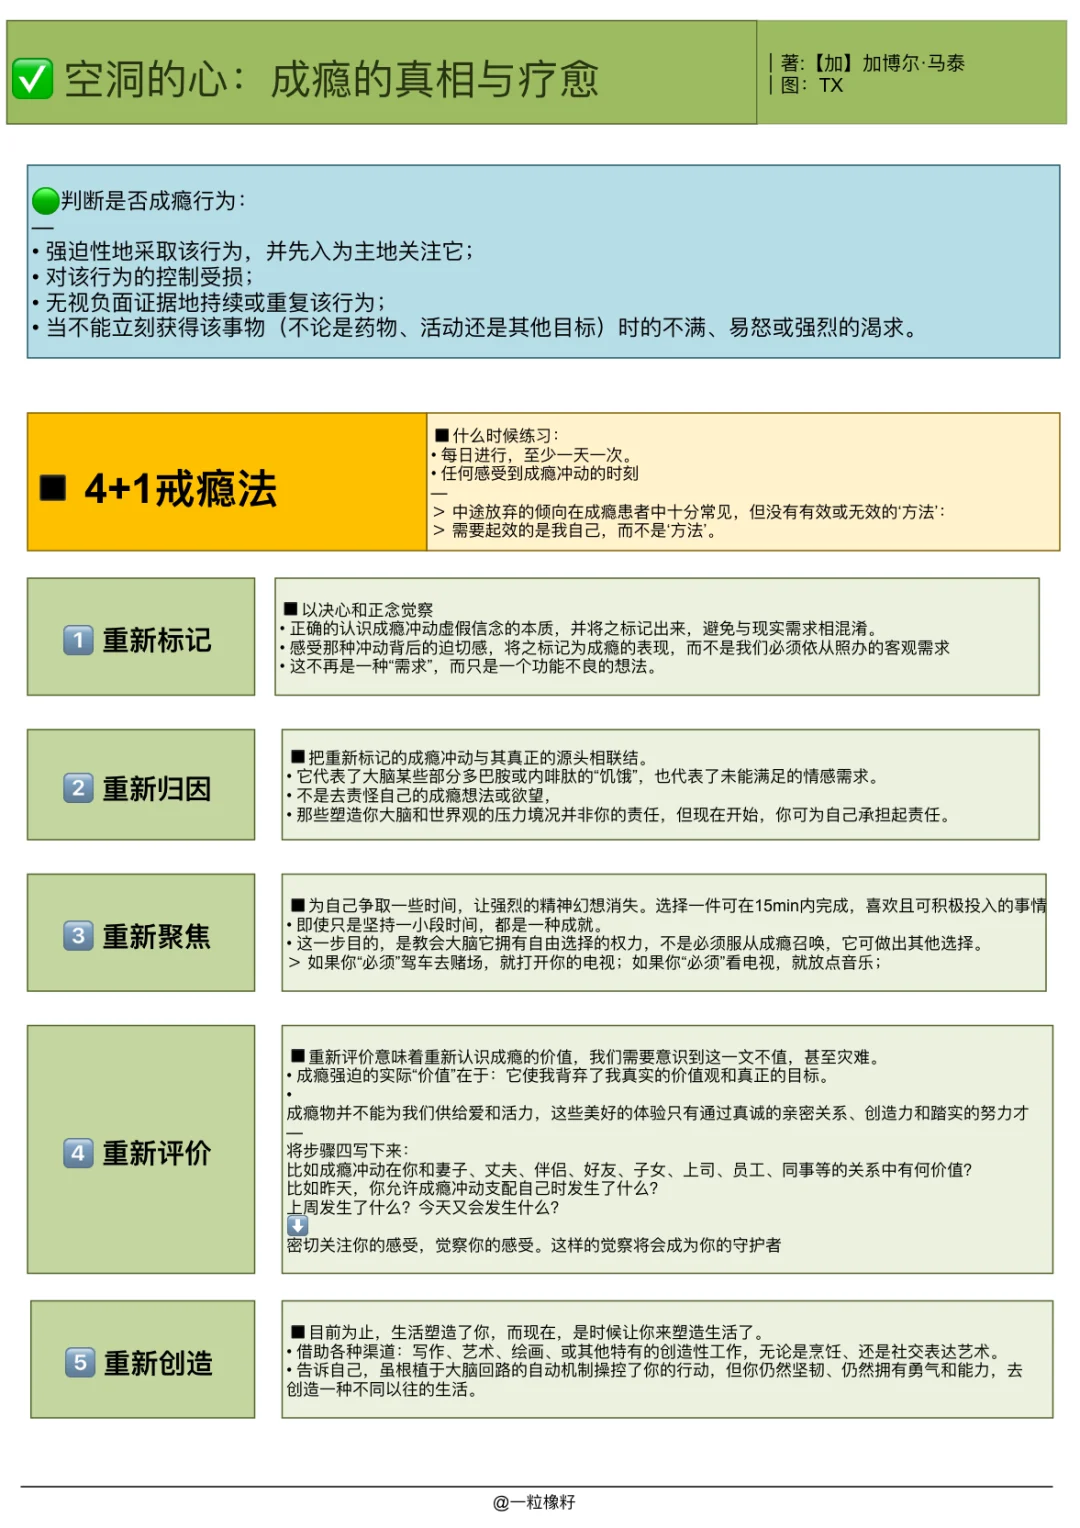 ✅ 空洞的心：成瘾的真相与疗愈
| 著:【加】加博尔·马泰
| 图：TX
🟢判断是否成瘾行为：
—
• 强迫性地采取该行为，并先入为主地关注它；
• 对该行为的控制受损；
• 无视负面证据地持续或重复该行为；
• 当不能立刻获得该事物（不论是药物、活动还是其他目标）时的不满、易怒或强烈的渴求。
◼ 4+1戒瘾法
◼什么时候练习：
• 每日进行，至少一天一次。
• 任何感受到成瘾冲动的时刻
—
> 中途放弃的倾向在成瘾患者中十分常见，但没有有效或无效的‘方法’：
> 需要起效的是我自己，而不是‘方法’。
1️⃣ 重新标记
◼以决心和正念觉察
• 正确的认识成瘾冲动虚假信念的本质，并将之标记出来，避免与现实需求相混淆。
• 感受那种冲动背后的迫切感，将之标记为成瘾的表现，而不是我们必须依从照办的客观需求
• 这不再是一种“需求”，而只是一个功能不良的想法。
2️⃣ 重新归因
◼把重新标记的成瘾冲动与其真正的源头相联结。
• 它代表了大脑某些部分多巴胺或内啡肽的“饥饿”，也代表了未能满足的情感需求。
• 不是去责怪自己的成瘾想法或欲望，
• 那些塑造你大脑和世界观的压力境况并非你的责任，但现在开始，你可为自己承担起责任。
3️⃣ 重新聚焦
◼为自己争取一些时间，让强烈的精神幻想消失。选择一件可在15min内完成，喜欢且可积极投入的事情
• 即使只是坚持一小段时间，都是一种成就。
• 这一步目的，是教会大脑它拥有自由选择的权力，不是必须服从成瘾召唤，它可做出其他选择。
> 如果你“必须”驾车去赌场，就打开你的电视；如果你“必须”看电视，就放点音乐；
4️⃣ 重新评价
◼重新评价意味着重新认识成瘾的价值，我们需要意识到这一文不值，甚至灾难。
• 成瘾强迫的实际“价值”在于：它使我背弃了我真实的价值观和真正的目标。
•
成瘾物并不能为我们供给爱和活力，这些美好的体验只有通过真诚的亲密关系、创造力和踏实的努力才
—
将步骤四写下来：
比如成瘾冲动在你和妻子、丈夫、伴侣、好友、子女、上司、员工、同事等的关系中有何价值？
比如昨天，你允许成瘾冲动支配自己时发生了什么？
上周发生了什么？今天又会发生什么？
⬇️
密切关注你的感受，觉察你的感受。这样的觉察将会成为你的守护者
5️⃣ 重新创造
◼目前为止，生活塑造了你，而现在，是时候让你来塑造生活了。
• 借助各种渠道：写作、艺术、绘画、或其他特有的创造性工作，无论是烹饪、还是社交表达艺术。
• 告诉自己，虽根植于大脑回路的自动机制操控了你的行动，但你仍然坚韧、仍然拥有勇气和能力，去
创造一种不同以往的生活。
@一粒橡籽